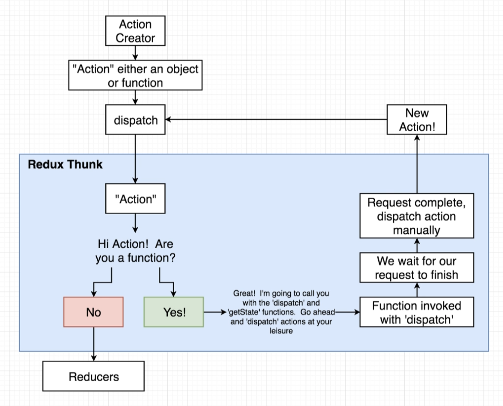 Action
Creator
"Action" either an object
or function
dispatch
New
Action!
Redux Thunk
"Action"
Hi Action! Are
you a function?
No
Yes!
Great! I'm going to call you
with the 'dispatch' and
'getState' functions. Go ahead
and 'dispatch' actions at your
leisure
Function invoked
with 'dispatch'
We wait for our
request to finish
Request complete,
dispatch action
manually
Reducers